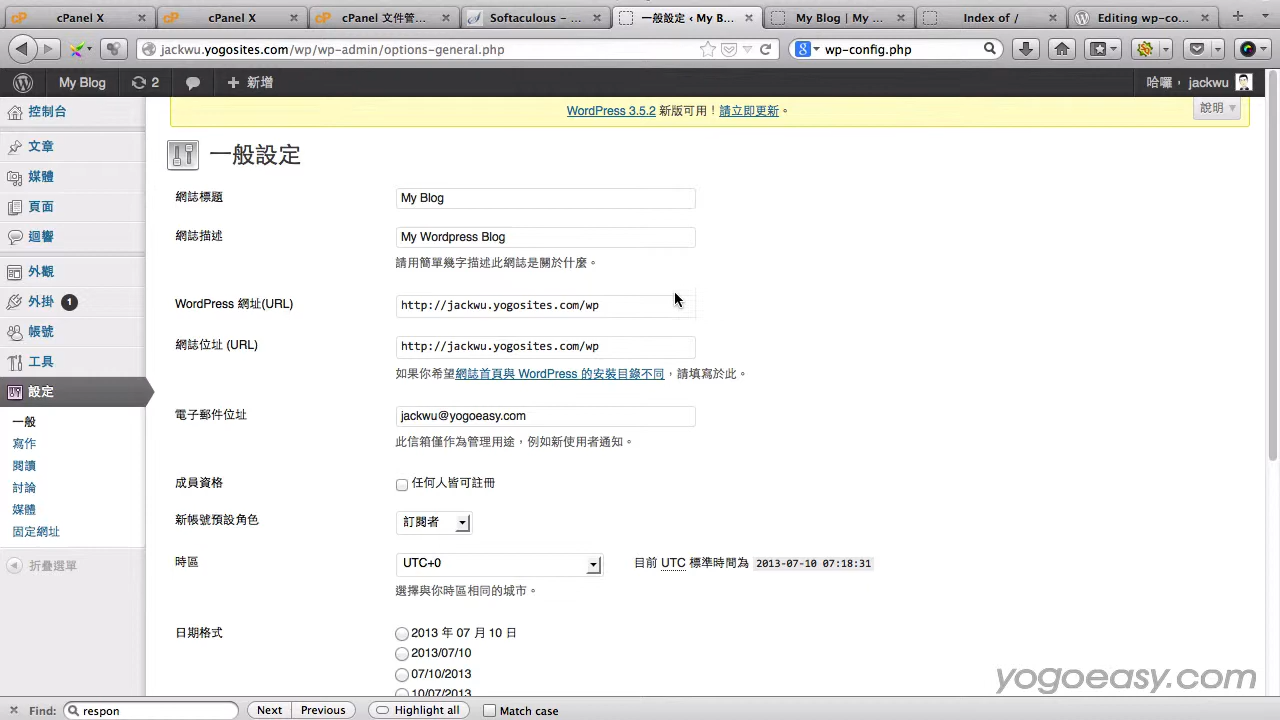 cPanel X
cPanel X
cPanel 文件管...
Softaculous - ...
一般設定 ‹ My B...
My Blog | My ...
Index of /
Editing wp-co...
jackwu.yogosites.com/wp/wp-admin/options-general.php
wp-config.php
My Blog
2
新增
哈囉，jackwu
控制台
WordPress 3.5.2 新版可用！請立即更新。
說明
文章
媒體
頁面
迴響
外觀
外掛 1
帳號
工具
設定
一般
寫作
閱讀
討論
媒體
固定網址
折疊選單
一般設定
網誌標題
My Blog
網誌描述
My Wordpress Blog
請用簡單幾字描述此網誌是關於什麼。
WordPress 網址(URL)
http://jackwu.yogosites.com/wp
網誌位址 (URL)
http://jackwu.yogosites.com/wp
如果你希望網誌首頁與 WordPress 的安裝目錄不同，請填寫於此。
電子郵件位址
jackwu@yogoeasy.com
此信箱僅作為管理用途，例如新使用者通知。
成員資格
任何人皆可註冊
新帳號預設角色
訂閱者
時區
UTC+0
目前 UTC 標準時間為 2013-07-10 07:18:31
選擇與你時區相同的城市。
日期格式
2013 年 07 月 10 日
2013/07/10
07/10/2013
10/07/2013
yogoeasy.com
Find:
respon
Next
Previous
Highlight all
Match case